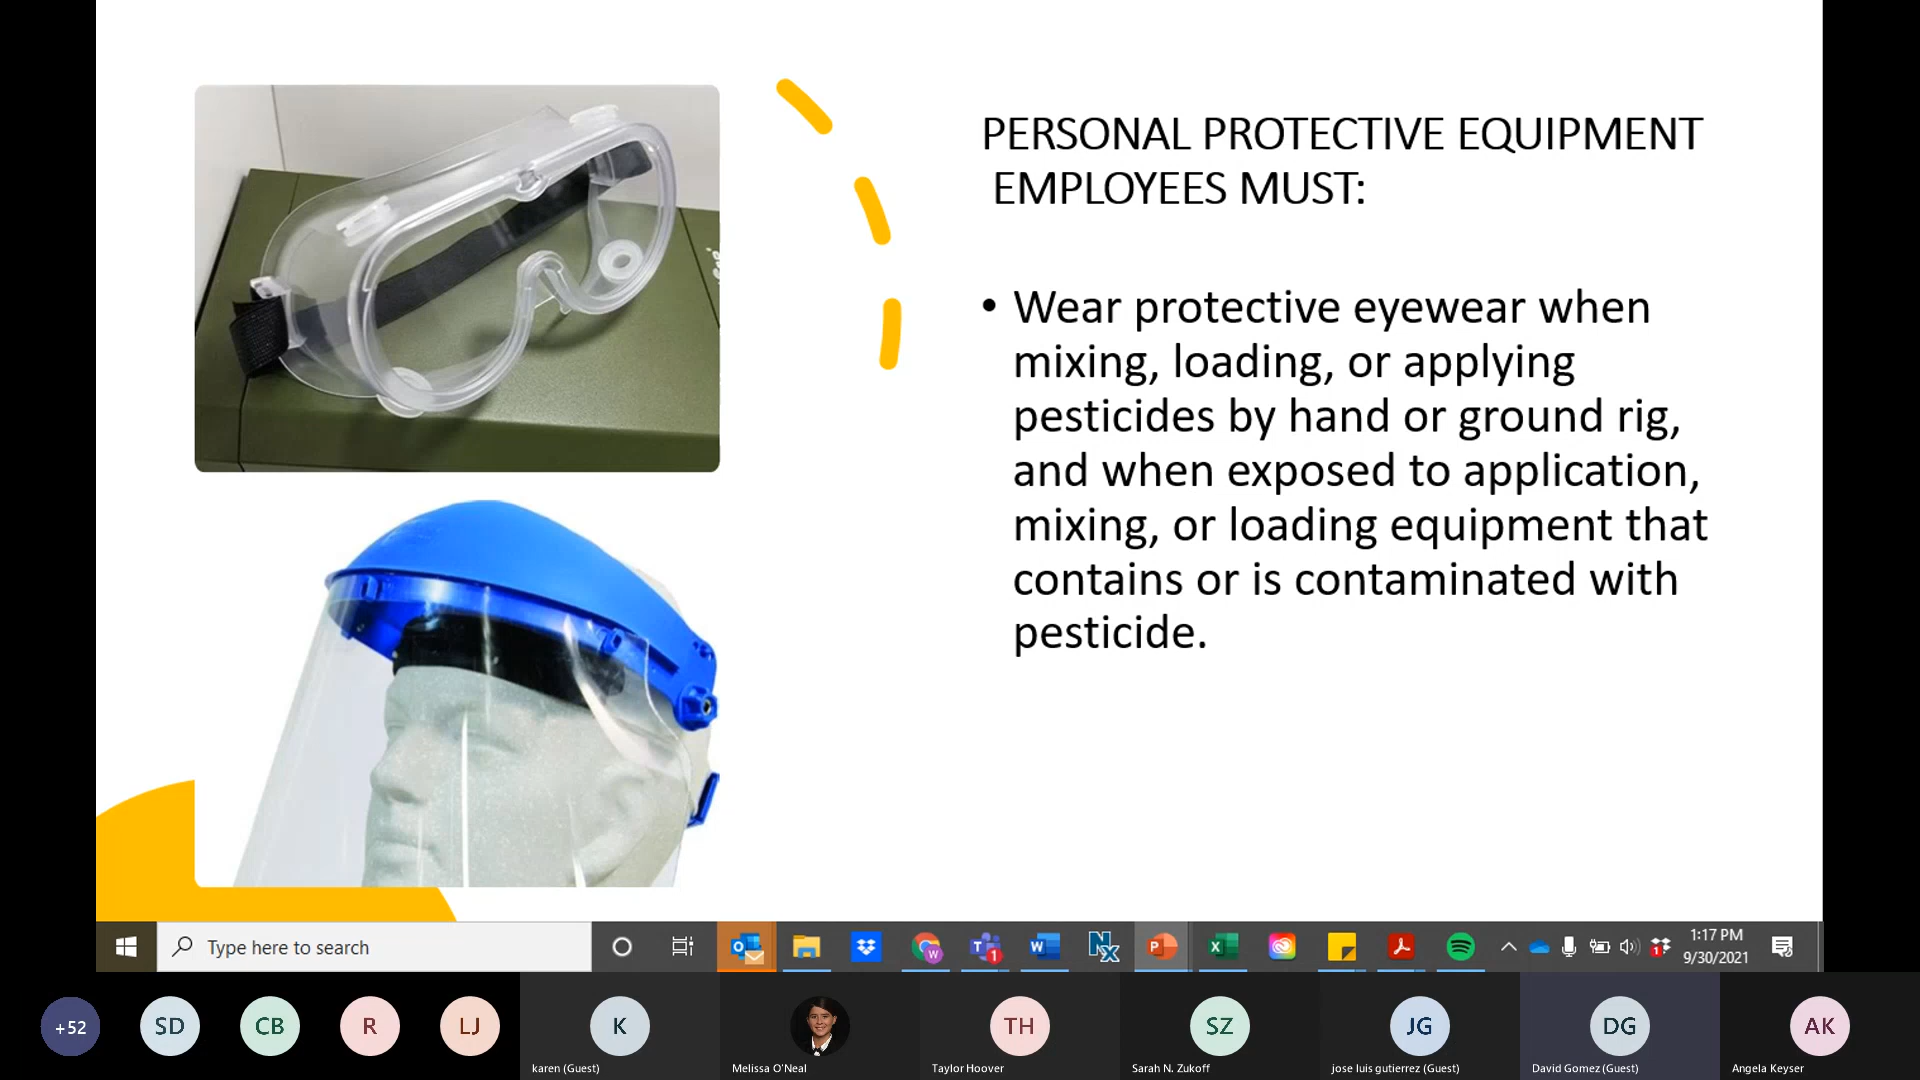 PERSONAL PROTECTIVE EQUIPMENT
EMPLOYEES MUST:
• Wear protective eyewear when
mixing, loading, or applying
pesticides by hand or ground rig,
and when exposed to application,
mixing, or loading equipment that
contains or is contaminated with
pesticide.
Type here to search
1:17 PM
9/30/2021
+52
SD
CB
R
LJ
K
TH
SZ
JG
DG
AK
karen (Guest)
Melissa O'Neal
Taylor Hoover
Sarah N. Zukoff
jose luis gutierrez (Guest)
David Gomez (Guest)
Angela Keyser